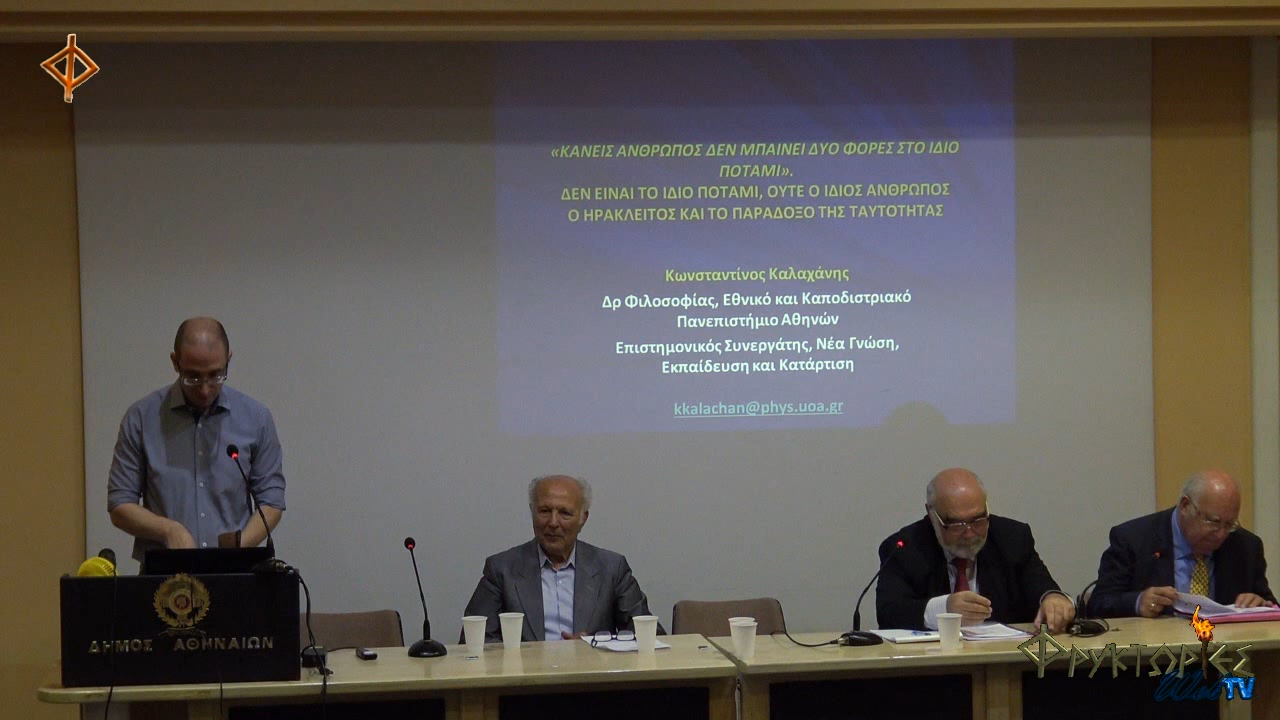 «ΚΑΝΕΙΣ ΑΝΘΡΩΠΟΣ ΔΕΝ ΜΠΑΙΝΕΙ ΔΥΟ ΦΟΡΕΣ ΣΤΟ ΙΔΙΟ
ΠΟΤΑΜΙ».
ΔΕΝ ΕΙΝΑΙ ΤΟ ΙΔΙΟ ΠΟΤΑΜΙ, ΟΥΤΕ Ο ΙΔΙΟΣ ΑΝΘΡΩΠΟΣ
Ο ΗΡΑΚΛΕΙΤΟΣ ΚΑΙ ΤΟ ΠΑΡΑΔΟΞΟ ΤΗΣ ΤΑΥΤΟΤΗΤΑΣ
Κωνσταντίνος Καλαχάνης
Δρ Φιλοσοφίας, Εθνικό και Καποδιστριακό
Πανεπιστήμιο Αθηνών
Επιστημονικός Συνεργάτης, Νέα Γνώση,
Εκπαίδευση και Κατάρτιση
kkalachan@phys.uoa.gr
ΔΗΜΟΣ ΑΘΗΝΑΙΩΝ
ΦΡΥΚΤΩΡΙΕΣ
Web TV